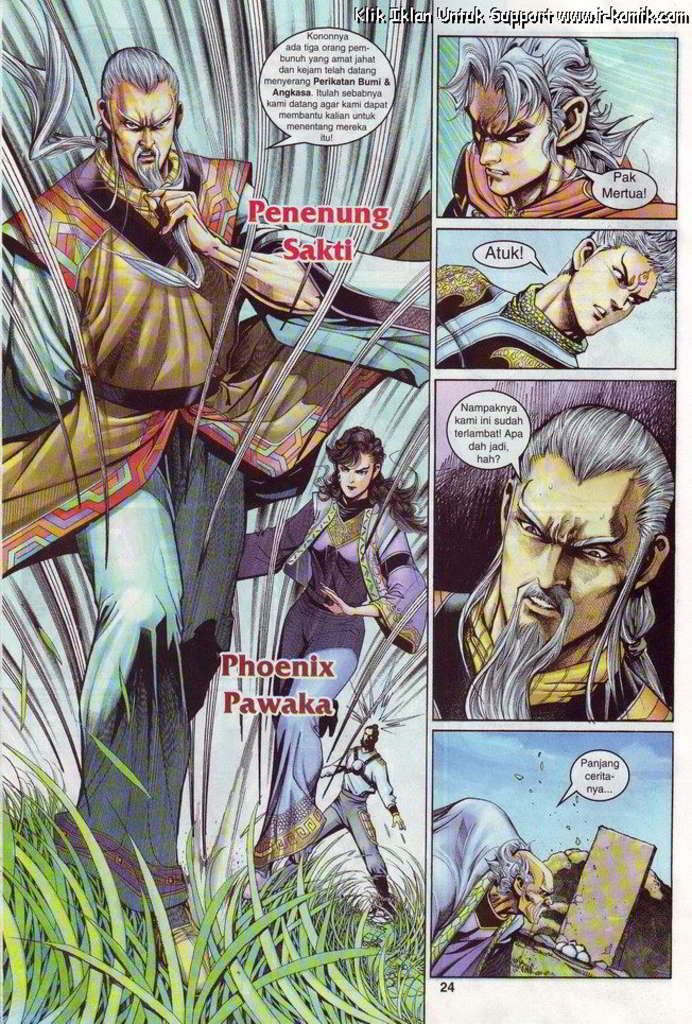 Klik Iklan Untuk Support www.ir-komik.com
Kononnya
ada tiga orang pem-
bunuh yang amat jahat
dan kejam telah datang
menyerang Perikatan Bumi &
Angkasa. Itulah sebabnya
kami datang agar kami dapat
membantu kalian untuk
menentang mereka
itu!
Penenung
Sakti
Phoenix
Pawaka
Pak
Mertua!
Atuk!
Nampaknya
kami ini sudah
terlambat! Apa
dah jadi,
hah?
Panjang
cerita-
nya...
24